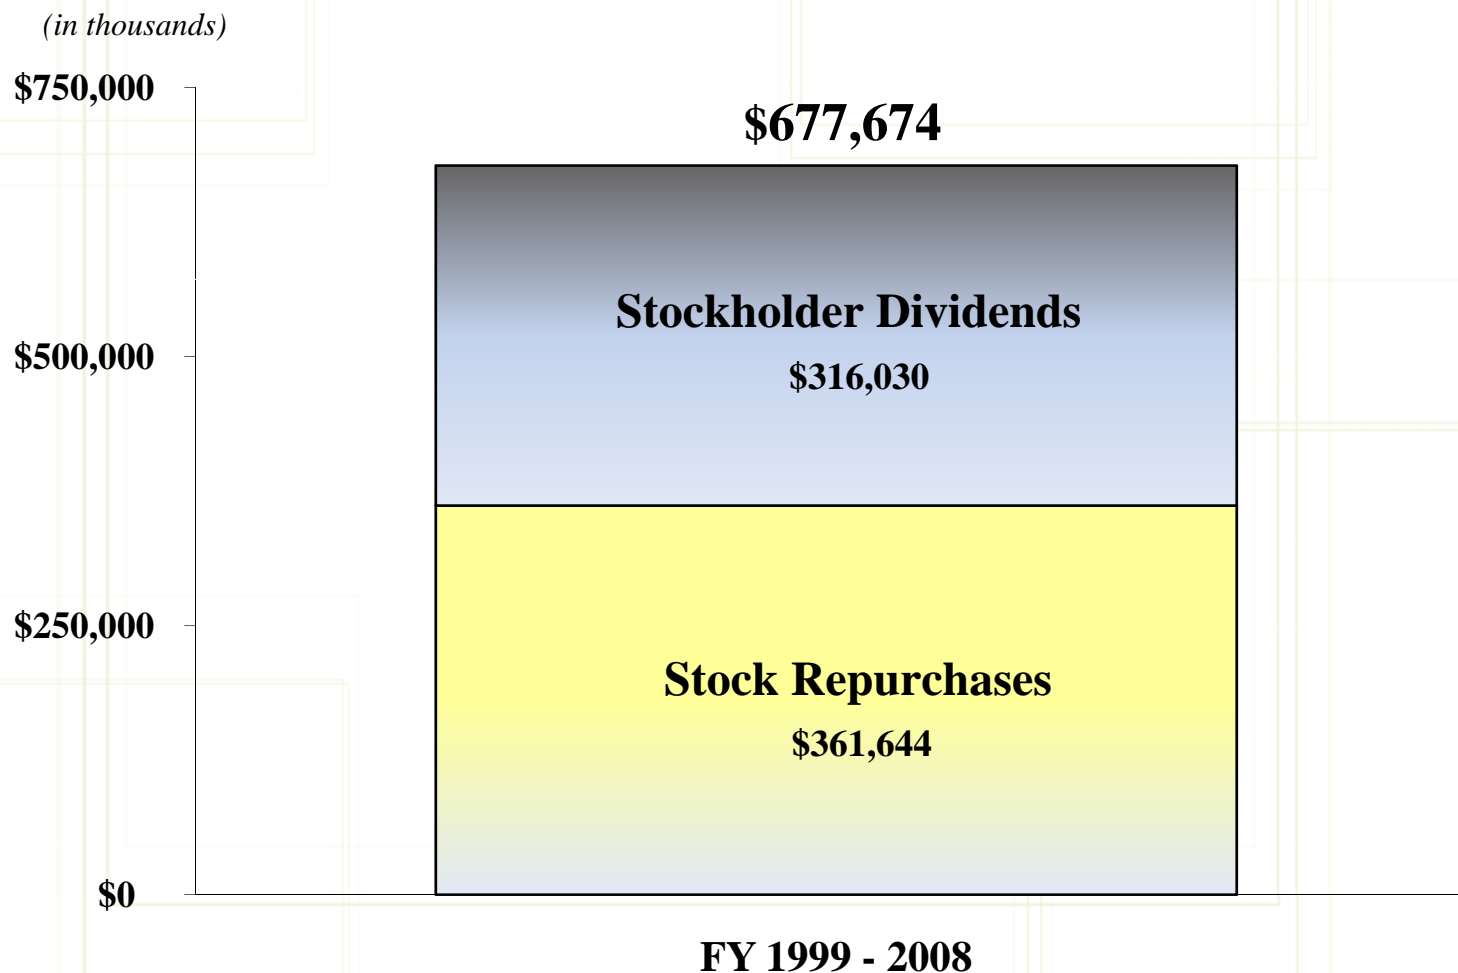 (in thousands)
$750,000
$677,674
Stockholder Dividends
$500,000
$316,030
$250,000
Stock Repurchases
$361,644
$0
FY 1999 - 2008